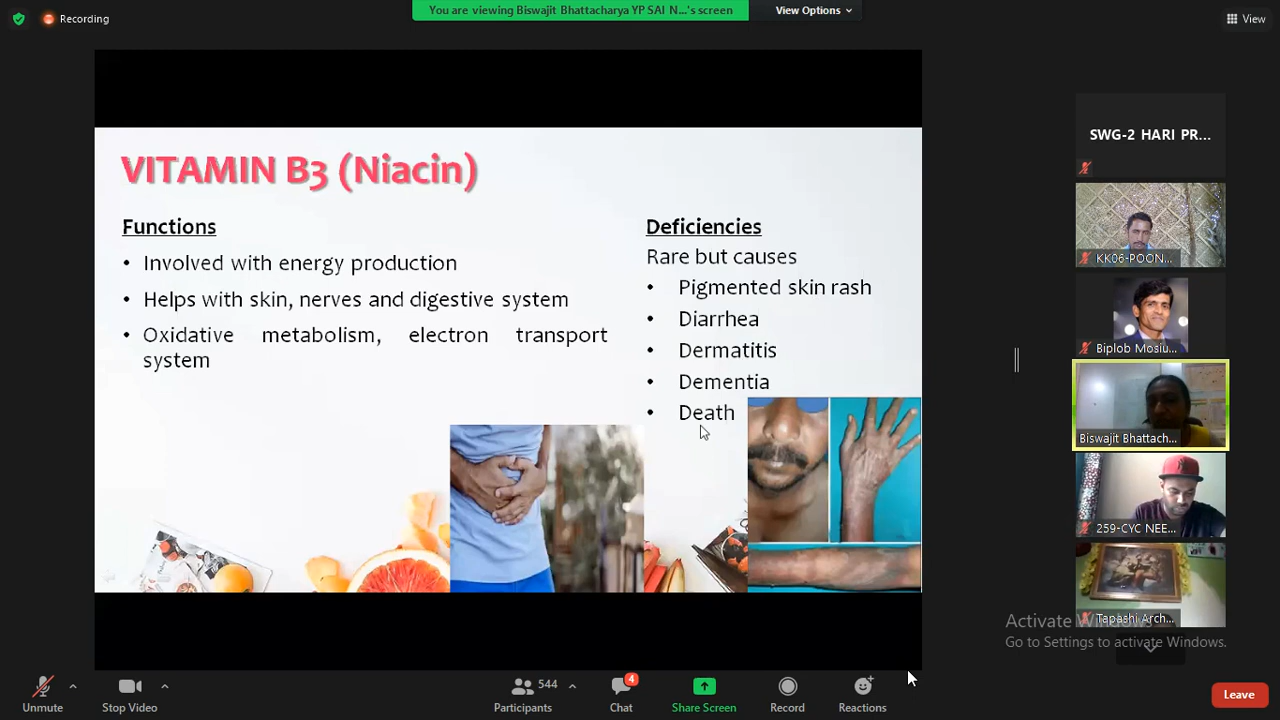 Recording
You are viewing Biswajit Bhattacharya YP SAI N...'s screen
View Options
View
VITAMIN B3 (Niacin)
Functions
• Involved with energy production
• Helps with skin, nerves and digestive system
• Oxidative metabolism, electron transport
system
Deficiencies
Rare but causes
• Pigmented skin rash
• Diarrhea
• Dermatitis
• Dementia
• Death
SWG-2 HARI PR...
KK06-POON...
Biplob Mosiu...
Biswajit Bhattach...
259-CYC NEE...
Tapashi Arch...
Activate Windows
Go to Settings to activate Windows.
Unmute
Stop Video
544
Participants
4
Chat
Share Screen
Record
Reactions
Leave